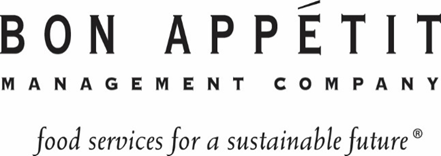 BON APPÉTIT
MANAGEMENT COMPANY
food services for a sustainable future®